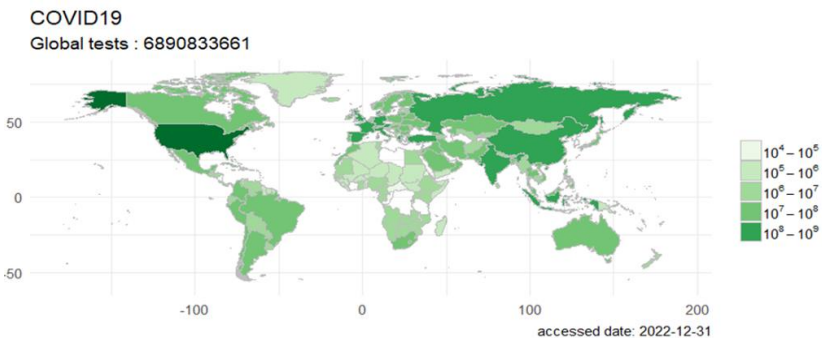 COVID19
Global tests : 6890833661
50
0
-50
-100
0
100
200
10⁴ – 10⁵
10⁵ – 10⁶
10⁶ – 10⁷
10⁷ – 10⁸
10⁸ – 10⁹
accessed date: 2022-12-31